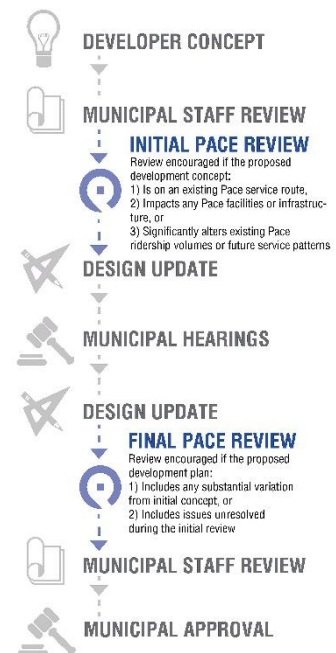 DEVELOPER CONCEPT
MUNICIPAL STAFF REVIEW
INITIAL PACE REVIEW
Review encouraged if the proposed
development concept:
1) Is on an existing Pace service route,
2) Impacts any Pace facilities or infrastruc-
ture, or
3) Significantly alters existing Pace
ridership volumes or future service patterns
DESIGN UPDATE
MUNICIPAL HEARINGS
DESIGN UPDATE
FINAL PACE REVIEW
Review encouraged if the proposed
development plan:
1) Includes any substantial variation
from initial concept, or
2) Includes issues unresolved
during the initial review
MUNICIPAL STAFF REVIEW
MUNICIPAL APPROVAL